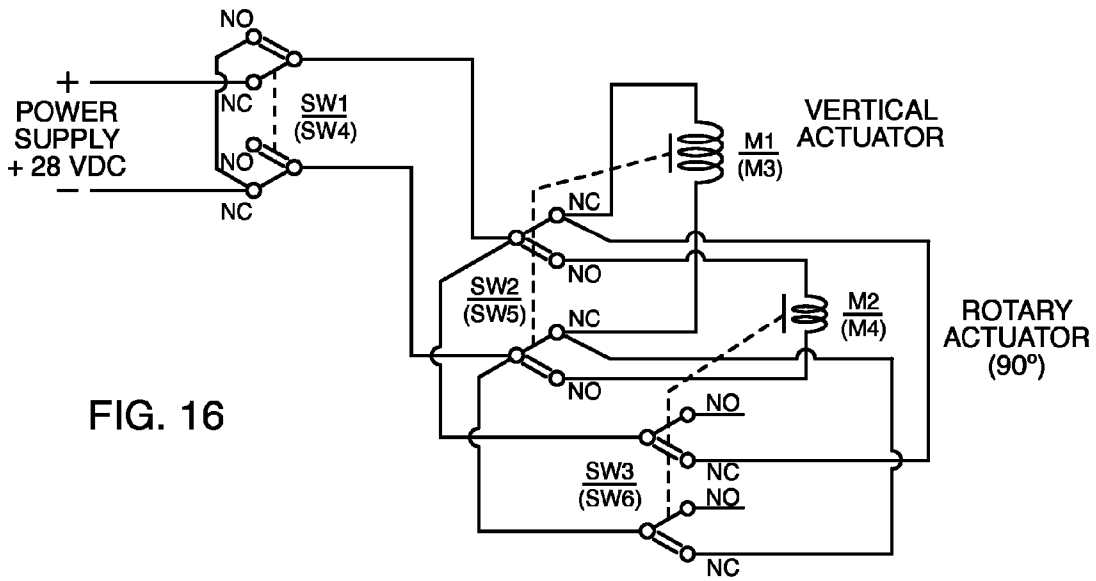 NO
+
POWER
SUPPLY
+ 28 VDC
−
NC
SW1
(SW4)
NO
NC
VERTICAL
ACTUATOR
M1
(M3)
NC
NO
SW2
(SW5)
NC
NO
M2
(M4)
ROTARY
ACTUATOR
(90º)
FIG. 16
NO
NC
SW3
(SW6)
NO
NC